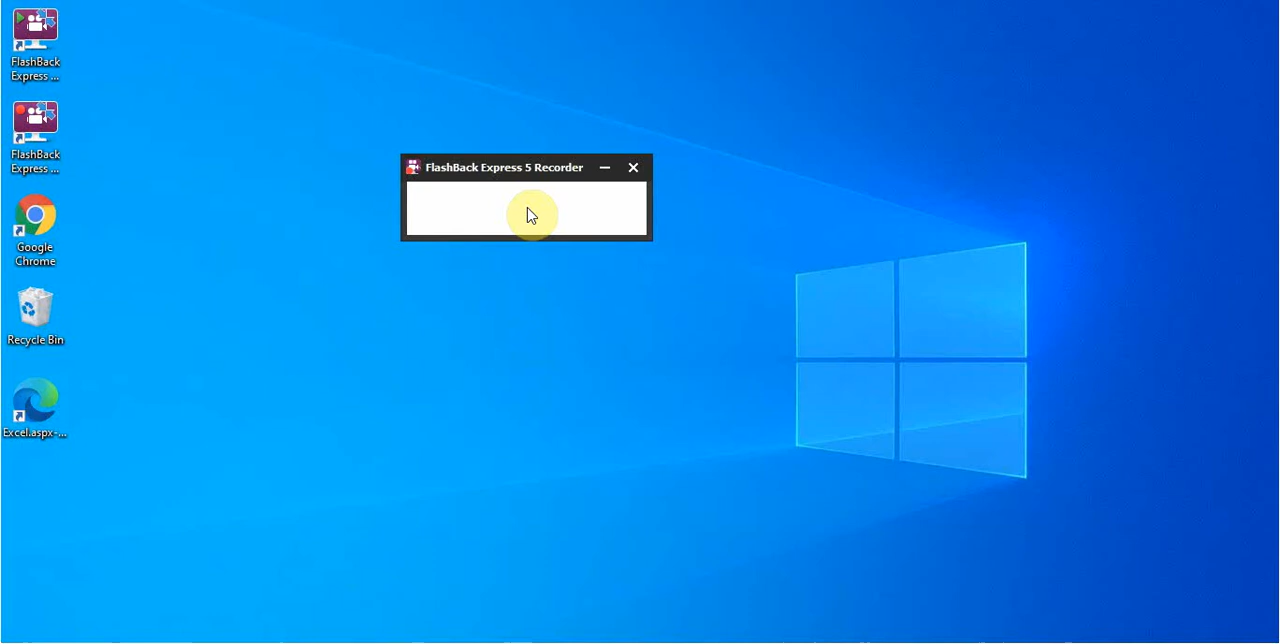 FlashBack
Express ...
FlashBack
Express ...
Google
Chrome
Recycle Bin
Excel.aspx-...
FlashBack Express 5 Recorder